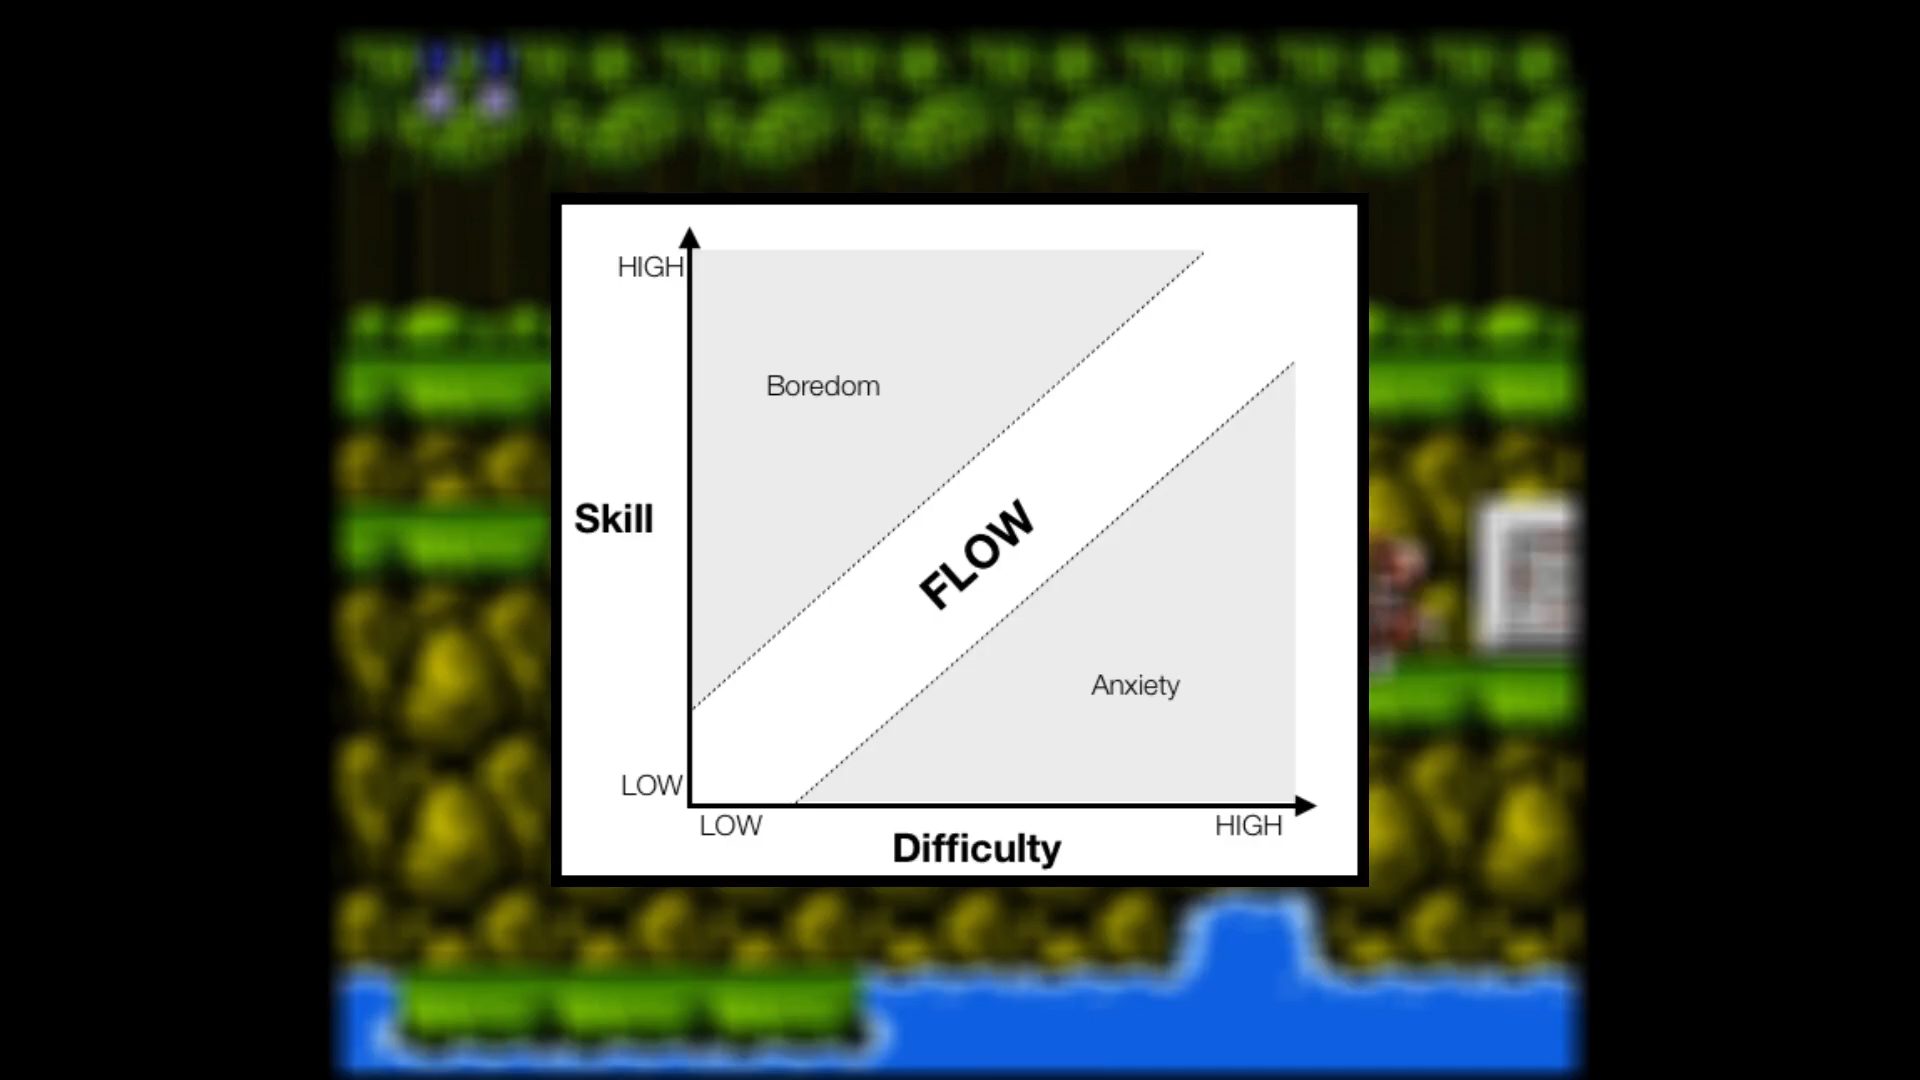 HIGH
Boredom
Skill
FLOW
Anxiety
LOW
LOW
HIGH
Difficulty